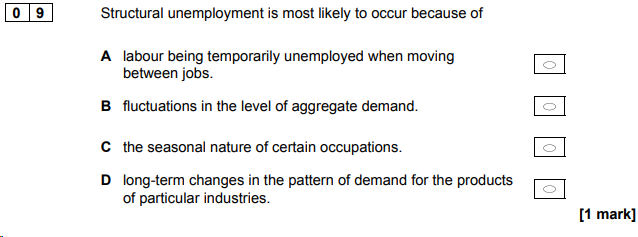 0 9 Structural unemployment is most likely to occur because of
A labour being temporarily unemployed when moving
between jobs.
B fluctuations in the level of aggregate demand.
C the seasonal nature of certain occupations.
D long-term changes in the pattern of demand for the products
of particular industries.
[1 mark]